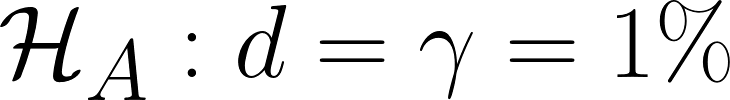 ℋ_A : d = γ = 1%